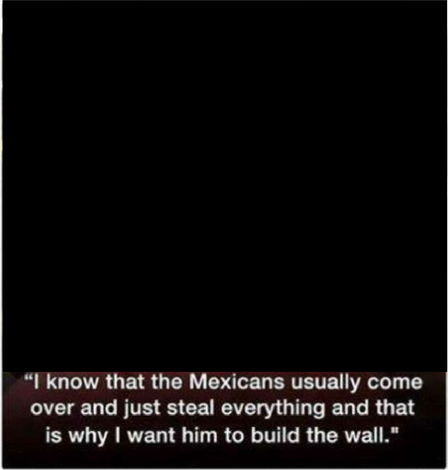 "I know that the Mexicans usually come
over and just steal everything and that
is why I want him to build the wall."